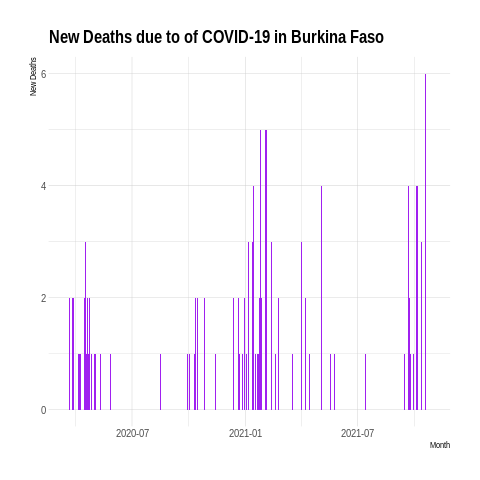 New Deaths due to of COVID-19 in Burkina Faso
New Deaths
6
4
2
0
2020-07
2021-01
2021-07
Month